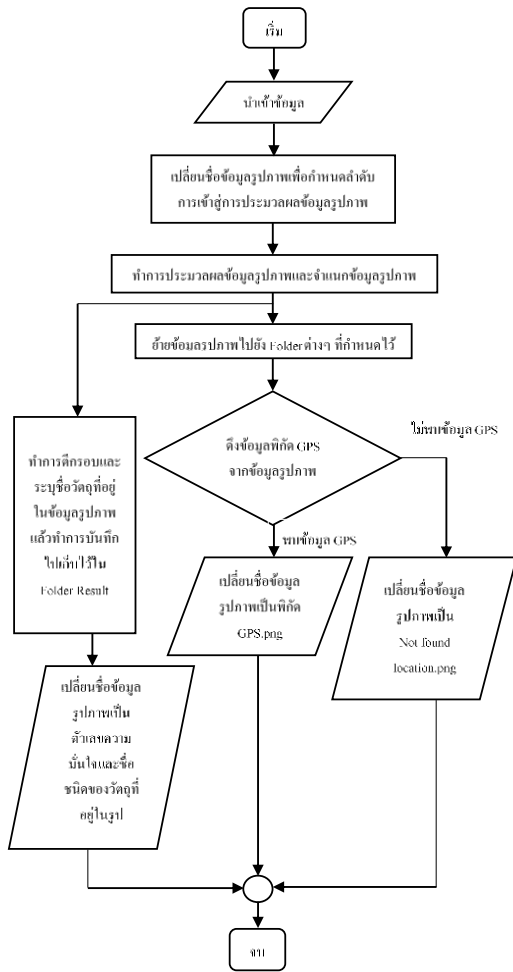 เริ่ม
นำเข้าข้อมูล
เปลี่ยนชื่อข้อมูลรูปภาพเพื่อกำหนดลำดับ
การเข้าสู่การประมวลผลข้อมูลรูปภาพ
ทำการประมวลผลข้อมูลรูปภาพและจำแนกข้อมูลรูปภาพ
ย้ายข้อมูลรูปภาพไปยัง Folder ต่างๆ ที่กำหนดไว้
ดึงข้อมูลพิกัด GPS
จากข้อมูลรูปภาพ
ไม่พบข้อมูล GPS
พบข้อมูล GPS
ทำการตีกรอบและ
ระบุชื่อวัตถุที่อยู่
ในข้อมูลรูปภาพ
แล้วทำการบันทึก
ไปเก็บไว้ใน
Folder Result
เปลี่ยนชื่อข้อมูล
รูปภาพเป็นพิกัด
GPS.png
เปลี่ยนชื่อข้อมูล
รูปภาพเป็น
Not found
location.png
เปลี่ยนชื่อข้อมูล
รูปภาพเป็น
ตัวเลขความ
มั่นใจและชื่อ
ชนิดของวัตถุที่
อยู่ในรูป
จบ